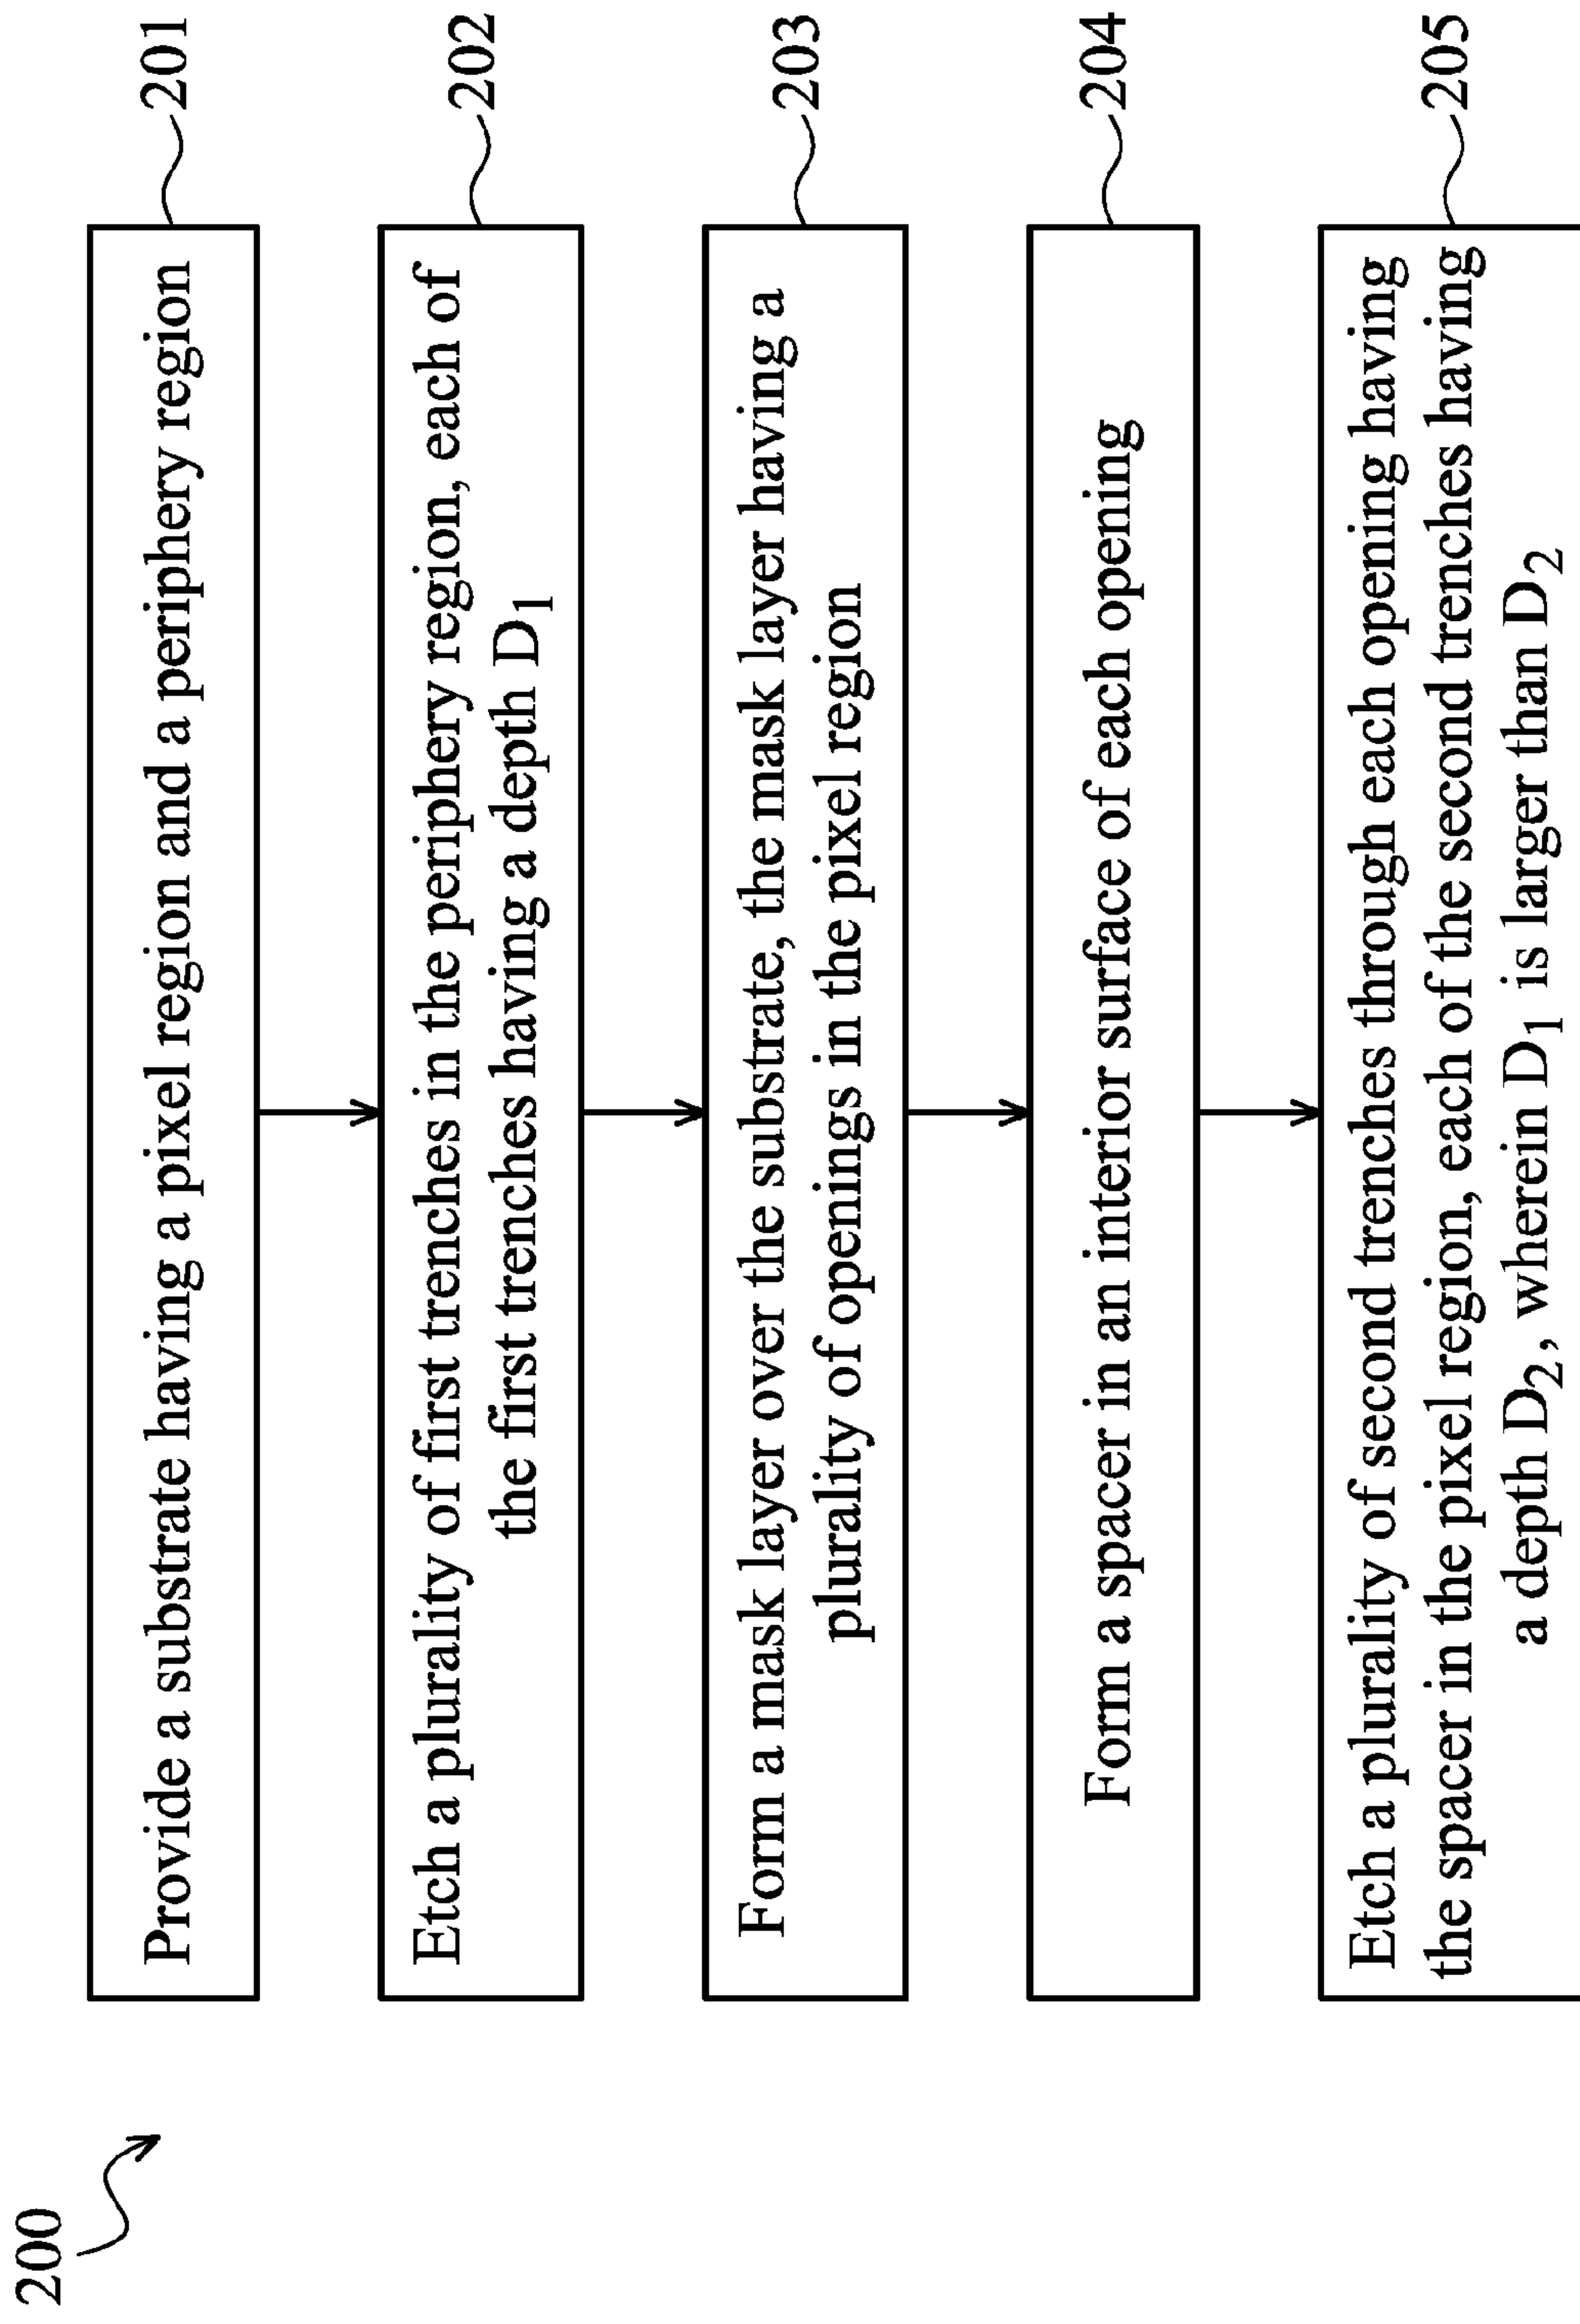 200
Provide a substrate having a pixel region and a periphery region
201
Etch a plurality of first trenches in the periphery region, each of
the first trenches having a depth D₁
202
Form a mask layer over the substrate, the mask layer having a
plurality of openings in the pixel region
203
Form a spacer in an interior surface of each opening
204
Etch a plurality of second trenches through each opening having
the spacer in the pixel region, each of the second trenches having
a depth D₂, wherein D₁ is larger than D₂
205